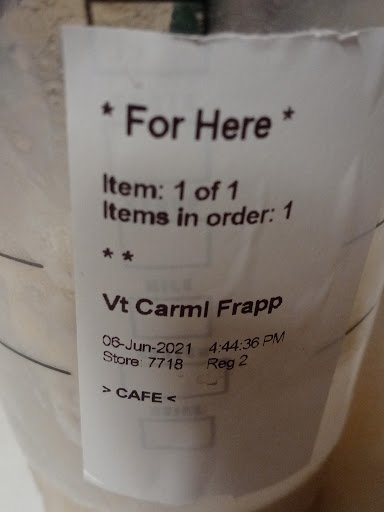 * For Here *
Item: 1 of 1
Items in order: 1
* *
Vt Carml Frapp
06-Jun-2021 4:44:36 PM
Store: 7718 Reg 2
> CAFE <
MILK